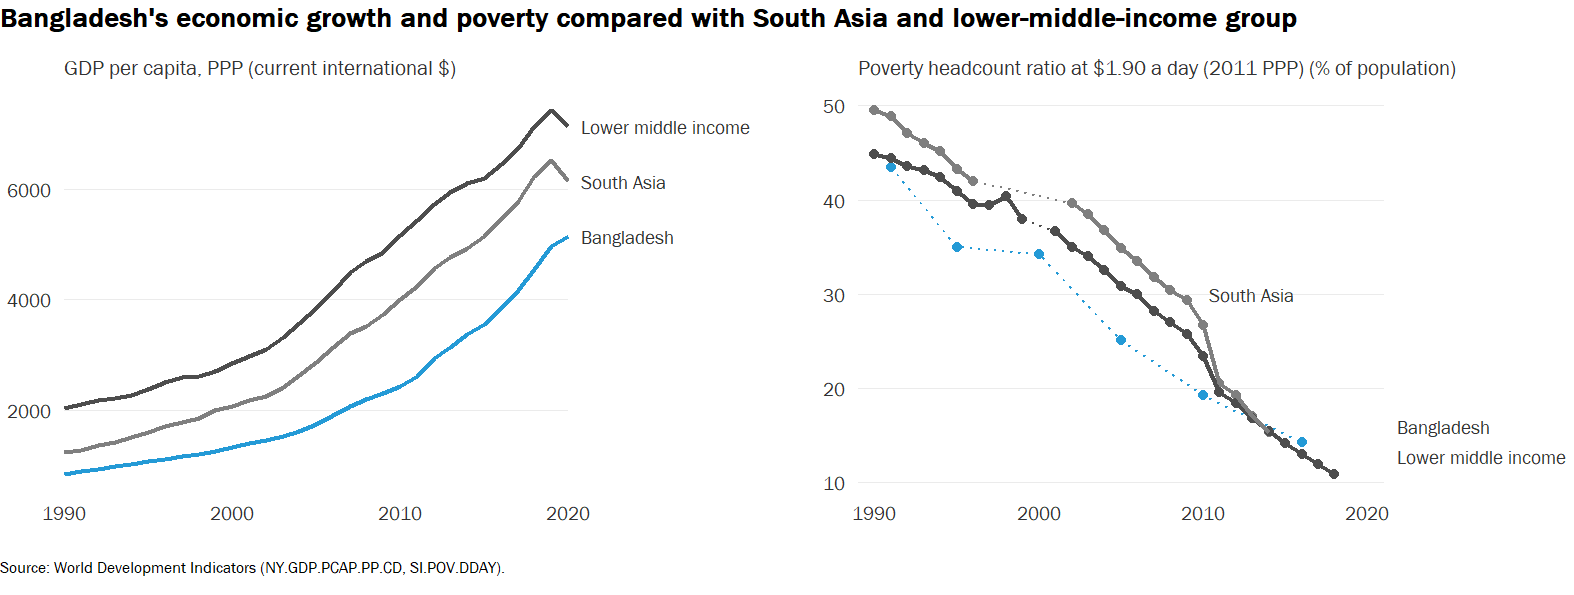 Bangladesh's economic growth and poverty compared with South Asia and lower-middle-income group
GDP per capita, PPP (current international $)
Lower middle income
South Asia
Bangladesh
6000
4000
2000
1990
2000
2010
2020
Poverty headcount ratio at $1.90 a day (2011 PPP) (% of population)
50
40
30
20
10
South Asia
Bangladesh
Lower middle income
1990
2000
2010
2020
Source: World Development Indicators (NY.GDP.PCAP.PP.CD, SI.POV.DDAY).